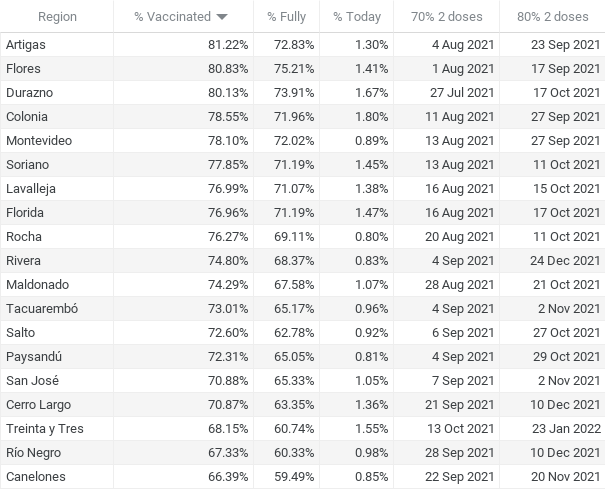 Region % Vaccinated % Fully % Today 70% 2 doses 80% 2 doses
Artigas 81.22% 72.83% 1.30% 4 Aug 2021 23 Sep 2021
Flores 80.83% 75.21% 1.41% 1 Aug 2021 17 Sep 2021
Durazno 80.13% 73.91% 1.67% 27 Jul 2021 17 Oct 2021
Colonia 78.55% 71.96% 1.80% 11 Aug 2021 27 Sep 2021
Montevideo 78.10% 72.02% 0.89% 13 Aug 2021 27 Sep 2021
Soriano 77.85% 71.19% 1.45% 13 Aug 2021 11 Oct 2021
Lavalleja 76.99% 71.07% 1.38% 16 Aug 2021 15 Oct 2021
Florida 76.96% 71.19% 1.47% 16 Aug 2021 17 Oct 2021
Rocha 76.27% 69.11% 0.80% 20 Aug 2021 11 Oct 2021
Rivera 74.80% 68.37% 0.83% 4 Sep 2021 24 Dec 2021
Maldonado 74.29% 67.58% 1.07% 28 Aug 2021 21 Oct 2021
Tacuarembó 73.01% 65.17% 0.96% 4 Sep 2021 2 Nov 2021
Salto 72.60% 62.78% 0.92% 6 Sep 2021 27 Oct 2021
Paysandú 72.31% 65.05% 0.81% 4 Sep 2021 29 Oct 2021
San José 70.88% 65.33% 1.05% 7 Sep 2021 2 Nov 2021
Cerro Largo 70.87% 63.35% 1.36% 21 Sep 2021 10 Dec 2021
Treinta y Tres 68.15% 60.74% 1.55% 13 Oct 2021 23 Jan 2022
Río Negro 67.33% 60.33% 0.98% 28 Sep 2021 10 Dec 2021
Canelones 66.39% 59.49% 0.85% 22 Sep 2021 20 Nov 2021